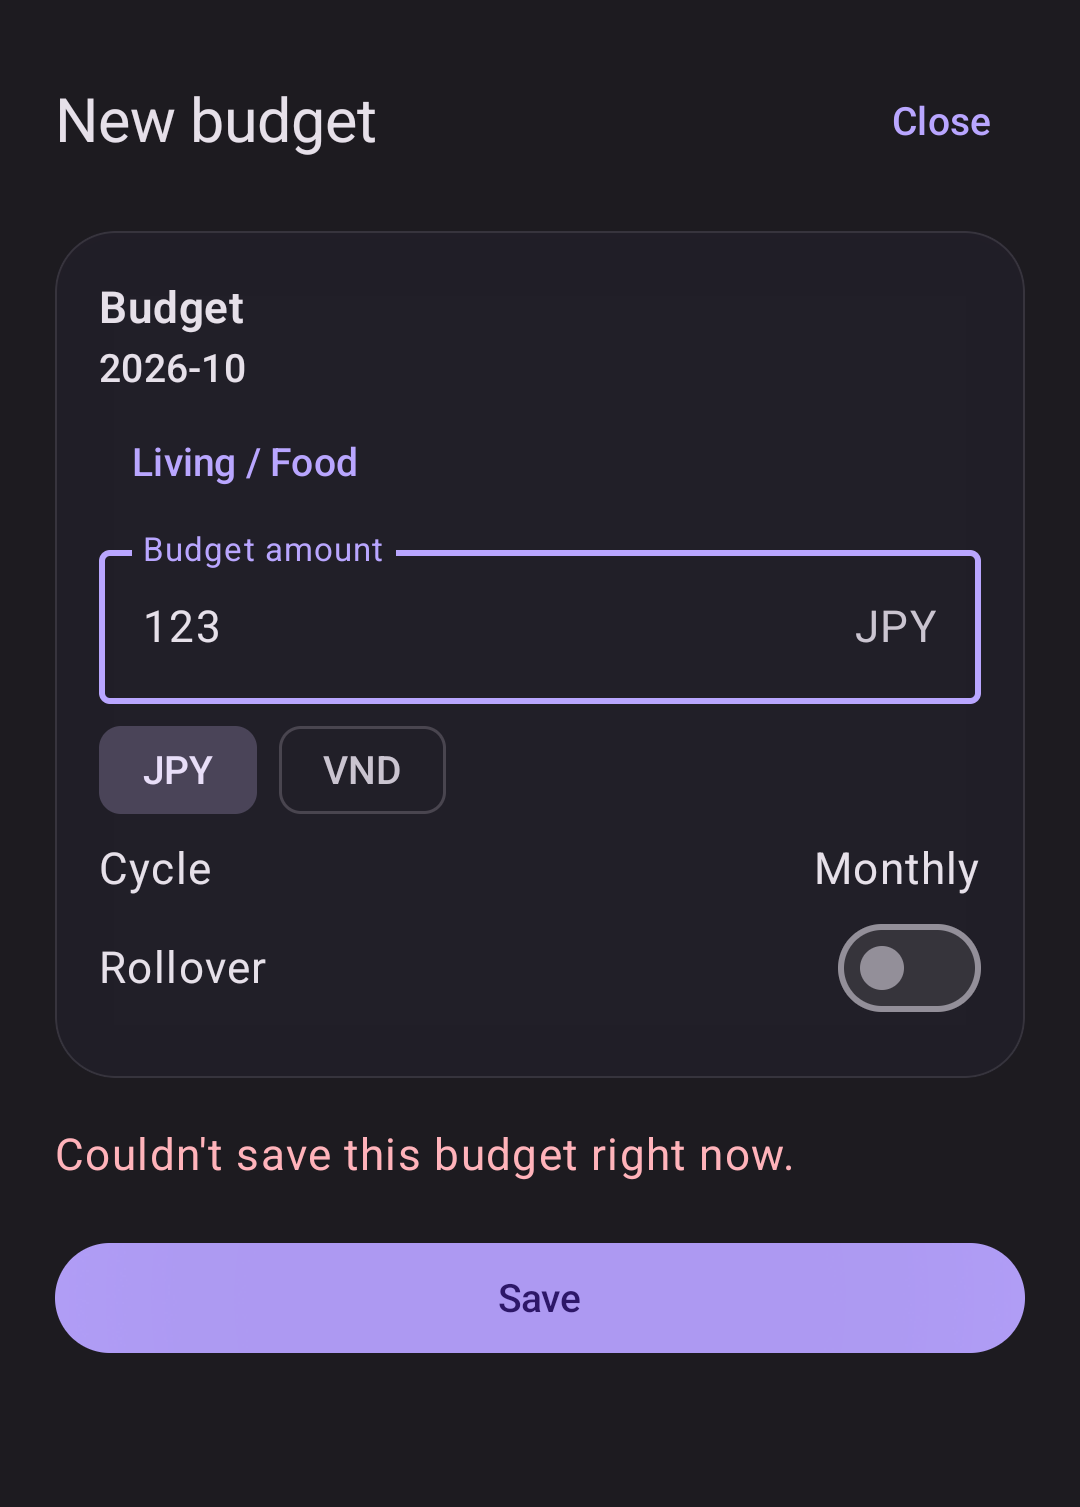 New budget
Close
Budget
2026-10
Living / Food
Budget amount
123 JPY
JPY VND
Cycle Monthly
Rollover
Couldn't save this budget right now.
Save